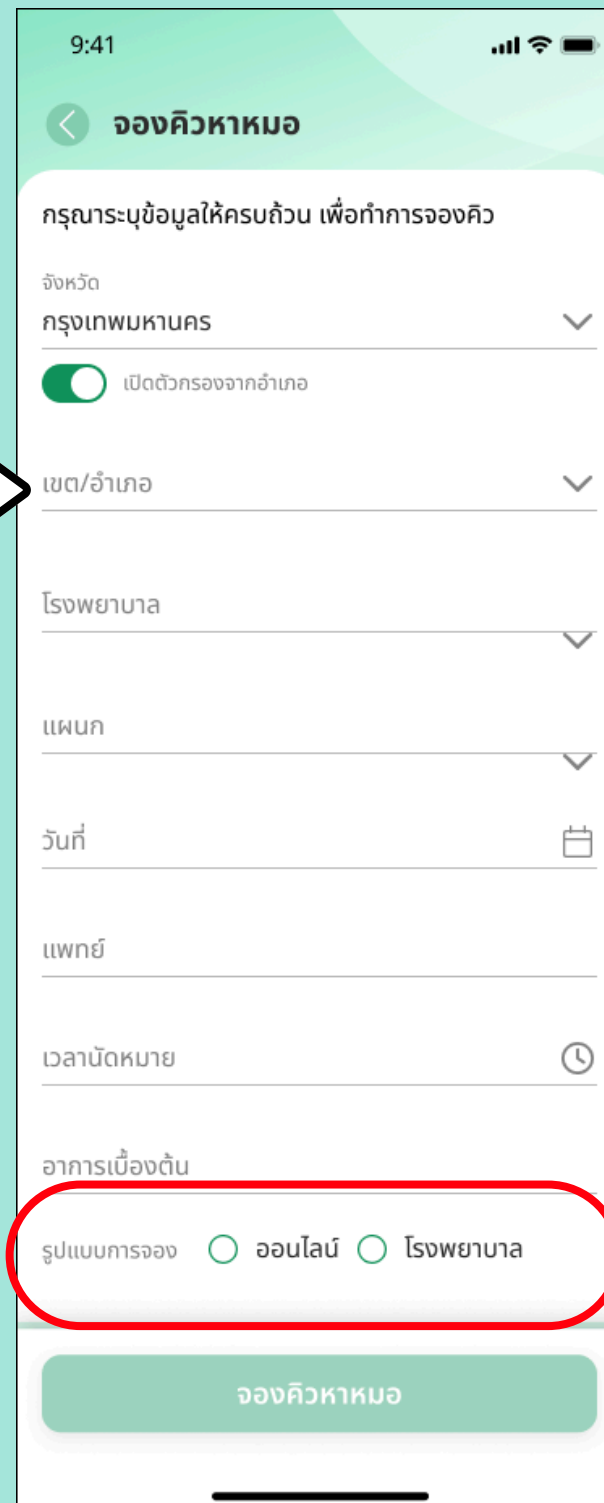 9:41
จองคิวหาหมอ
กรุณาระบุข้อมูลให้ครบถ้วน เพื่อทำการจองคิว
จังหวัด
กรุงเทพมหานคร
เปิดตัวกรองจากอำเภอ
เขต/อำเภอ
โรงพยาบาล
แผนก
วันที่
แพทย์
เวลานัดหมาย
อาการเบื้องต้น
รูปแบบการจอง ออนไลน์ โรงพยาบาล
จองคิวหาหมอ